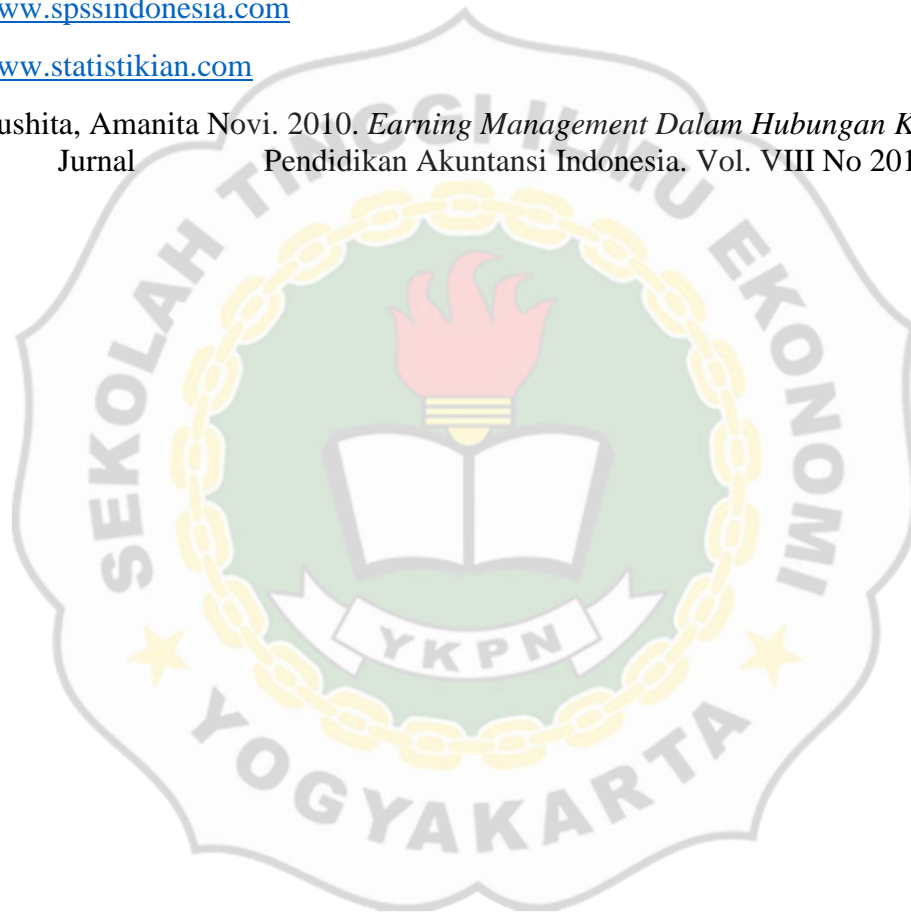 ww.spssindonesia.com
ww.statistikian.com
ushita, Amanita Novi. 2010. Earning Management Dalam Hubungan K
Jurnal Pendidikan Akuntansi Indonesia. Vol. VIII No 201
SEKOLAH TINGGI ILMU EKONOMI
YKPN
YOGYAKARTA